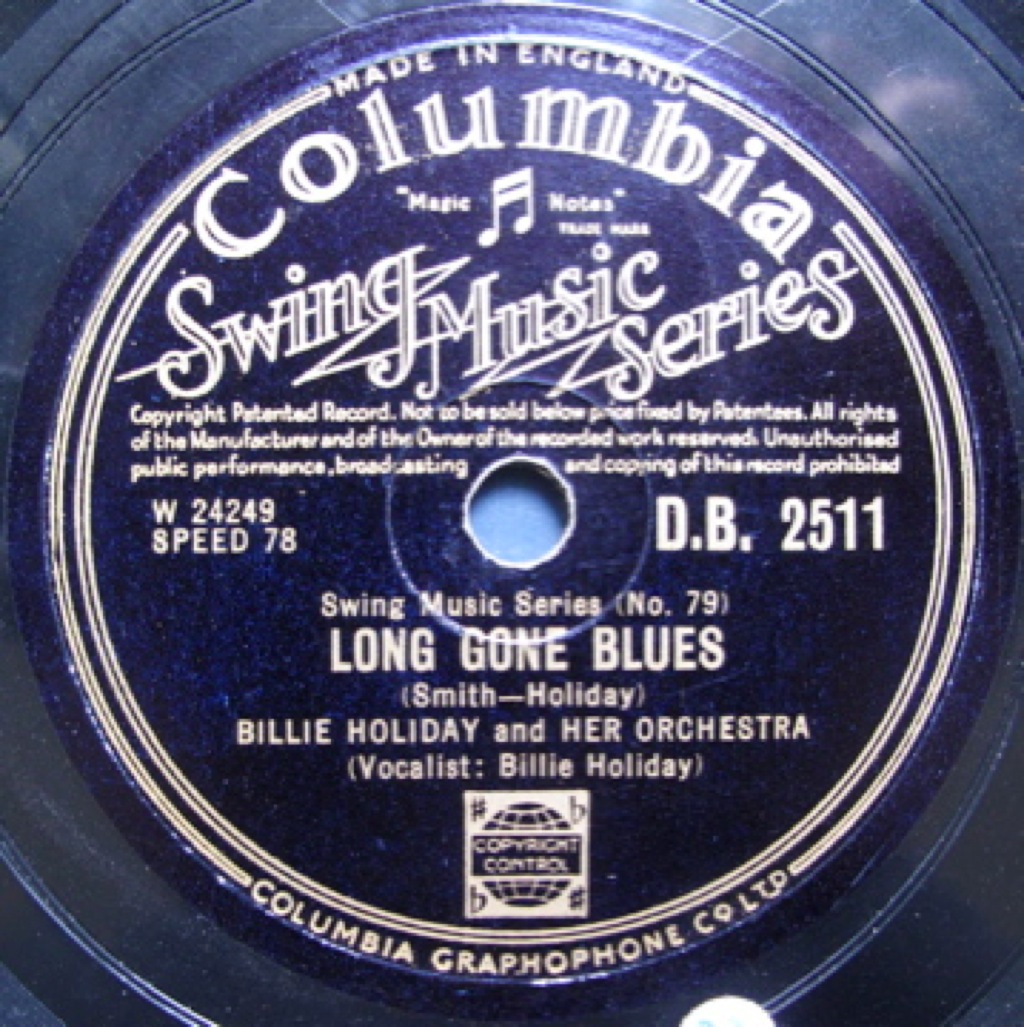 MADE IN ENGLAND
Columbia
"Magic Notes"
TRADE MARK
Swing Music Series
Copyright Patented Record. Not to be sold below price fixed by Patentees. All rights
of the Manufacturer and of the Owner of the recorded work reserved. Unauthorised
public performance, broadcasting and copying of this record prohibited
W 24249
SPEED 78
D.B. 2511
Swing Music Series (No. 79)
LONG GONE BLUES
(Smith—Holiday)
BILLIE HOLIDAY and HER ORCHESTRA
(Vocalist: Billie Holiday)
COPYRIGHT
CONTROL
COLUMBIA GRAPHOPHONE CO LTD